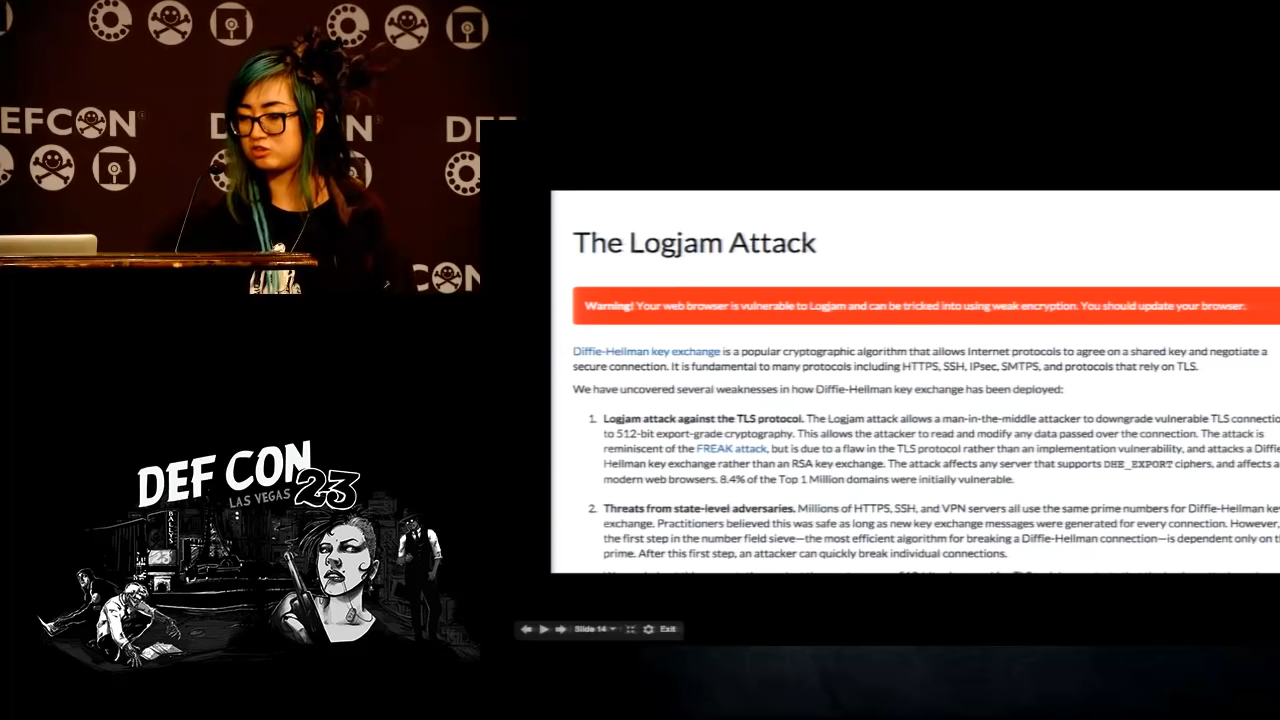 EFCON
D
N
DEF
CON
The Logjam Attack
Warning! Your web browser is vulnerable to Logjam and can be tricked into using weak encryption. You should update your browser.
Diffie-Hellman key exchange is a popular cryptographic algorithm that allows Internet protocols to agree on a shared key and negotiate a
secure connection. It is fundamental to many protocols including HTTPS, SSH, IPsec, SMTPS, and protocols that rely on TLS.
We have uncovered several weaknesses in how Diffie-Hellman key exchange has been deployed:
1. Logjam attack against the TLS protocol. The Logjam attack allows a man-in-the-middle attacker to downgrade vulnerable TLS connectio
to 512-bit export-grade cryptography. This allows the attacker to read and modify any data passed over the connection. The attack is
reminiscent of the FREAK attack, but is due to a flaw in the TLS protocol rather than an implementation vulnerability, and attacks a Diffie
Hellman key exchange rather than an RSA key exchange. The attack affects any server that supports DHE_EXPORT ciphers, and affects a
modern web browsers. 8.4% of the Top 1 Million domains were initially vulnerable.
2. Threats from state-level adversaries. Millions of HTTPS, SSH, and VPN servers all use the same prime numbers for Diffie-Hellman key
exchange. Practitioners believed this was safe as long as new key exchange messages were generated for every connection. However,
the first step in the number field sieve—the most efficient algorithm for breaking a Diffie-Hellman connection—is dependent only on th
prime. After this first step, an attacker can quickly break individual connections.
DEF CON
LAS VEGAS 23
BALLYS
Slide 14
Exit